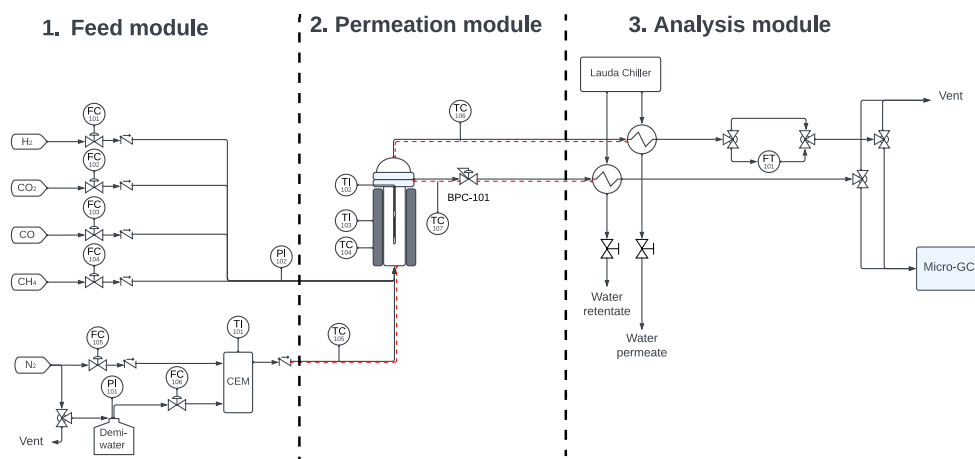 1. Feed module
2. Permeation module
3. Analysis module
Lauda Chiller
Vent
FC
101
H2
TC
106
FT
101
FC
102
CO2
TI
102
BPC-101
FC
103
CO
TI
103
TC
107
TC
104
FC
104
CH4
PI
102
Micro-GC
Water
retentate
Water
permeate
TI
101
TC
105
FC
105
N2
FC
106
PI
101
CEM
Vent
Demi-
water